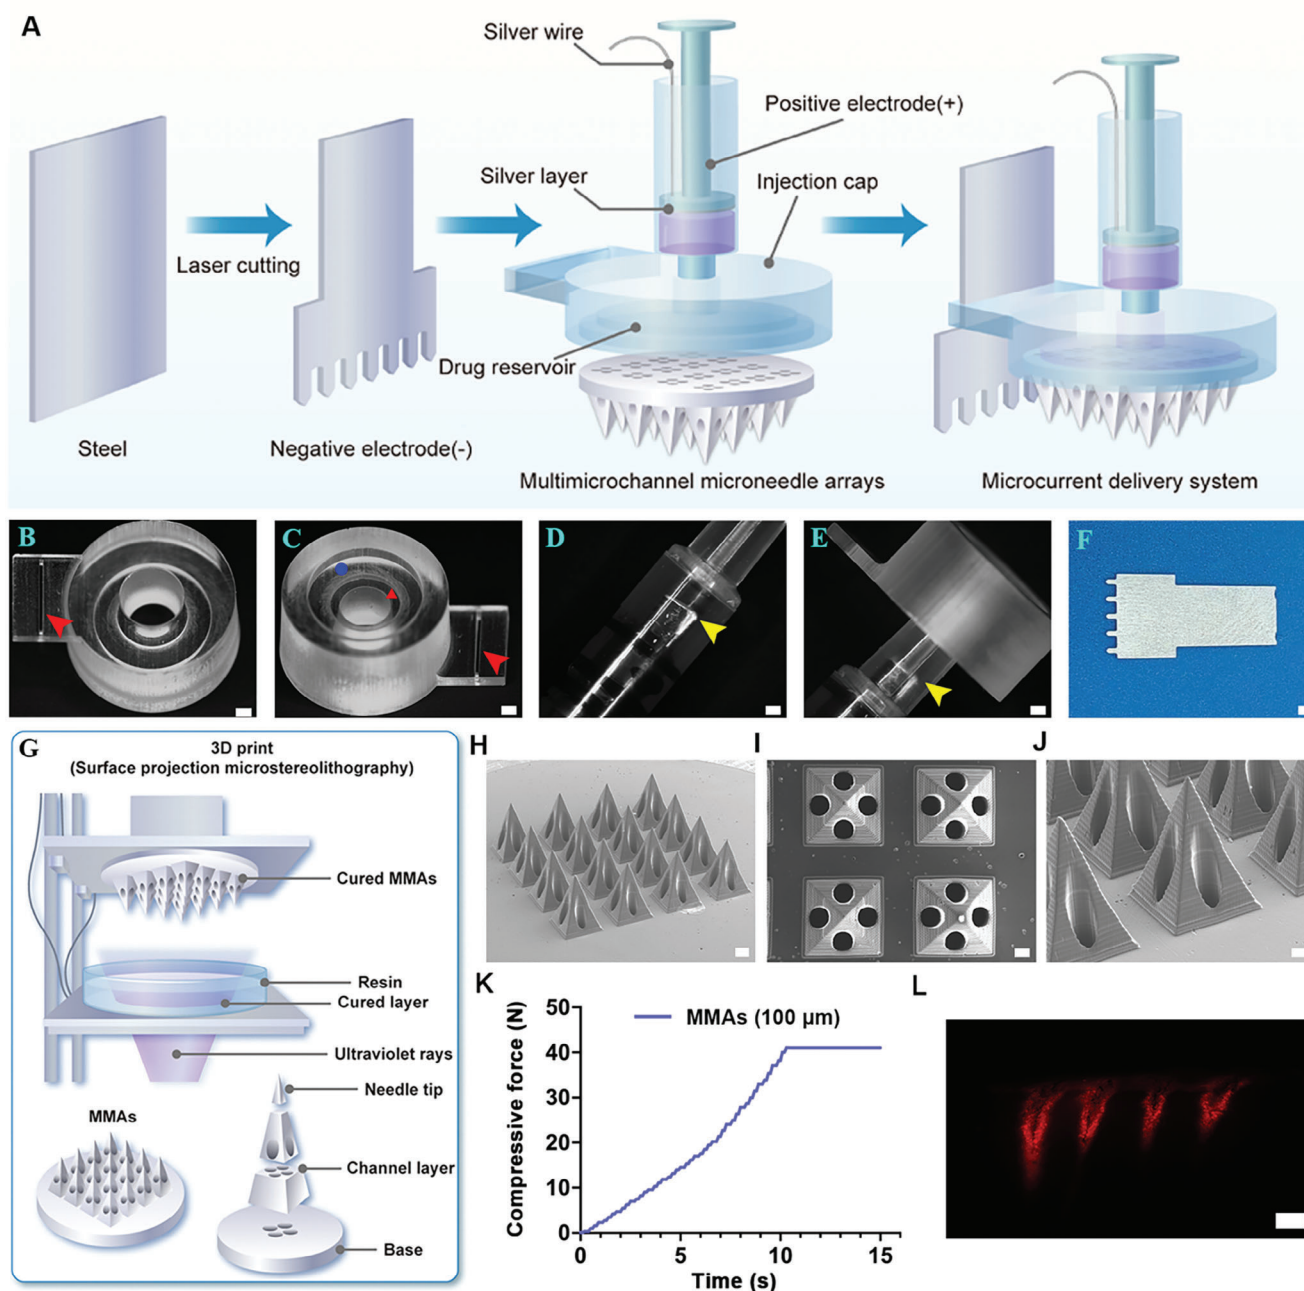 A
Silver wire
Positive electrode(+)
Silver layer
Injection cap
Laser cutting
Drug reservoir
Steel
Negative electrode(-)
Multimicrochannel microneedle arrays
Microcurrent delivery system
B
C
D
E
F
G
3D print
(Surface projection microstereolithography)
Cured MMAs
Resin
Cured layer
Ultraviolet rays
Needle tip
MMAs
Channel layer
Base
H
I
J
K
MMAs (100 μm)
Compressive force (N)
50
40
30
20
10
0
0
5
10
15
Time (s)
L